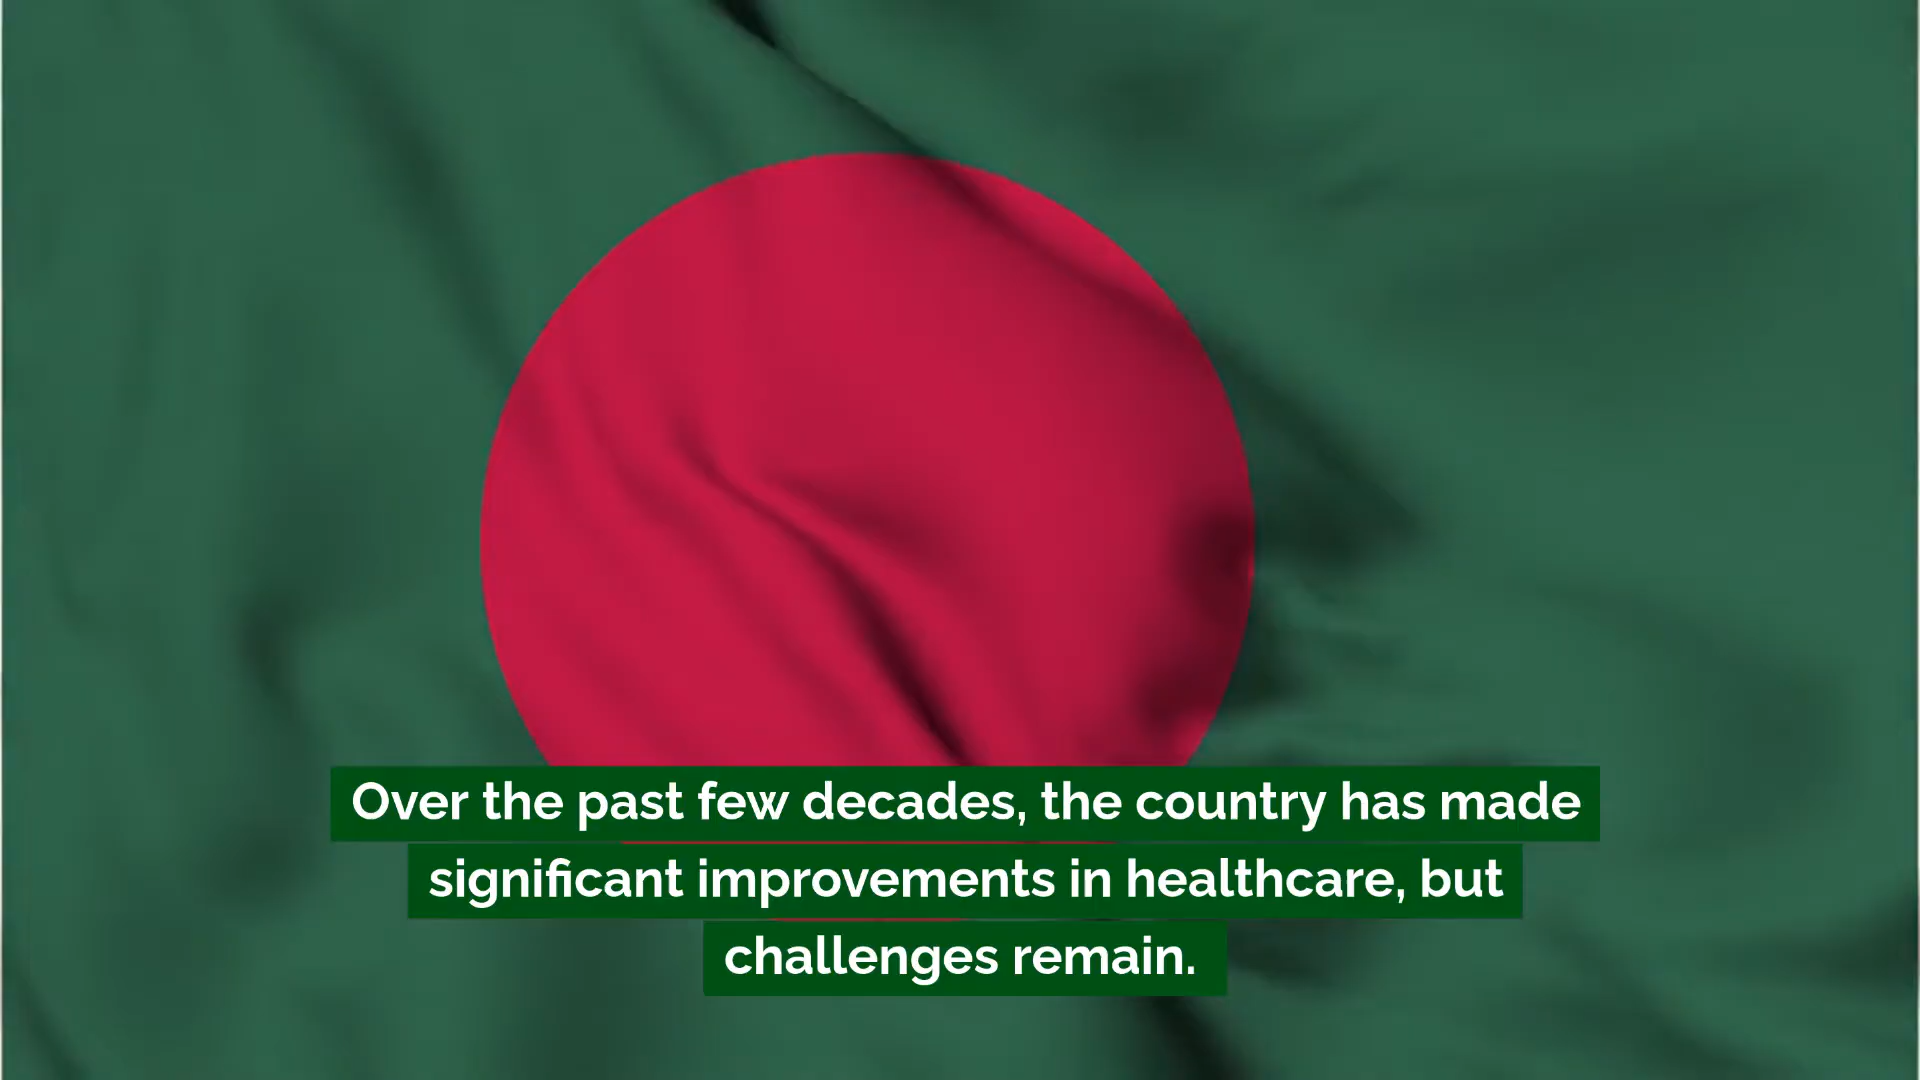 Over the past few decades, the country has made
significant improvements in healthcare, but
challenges remain.